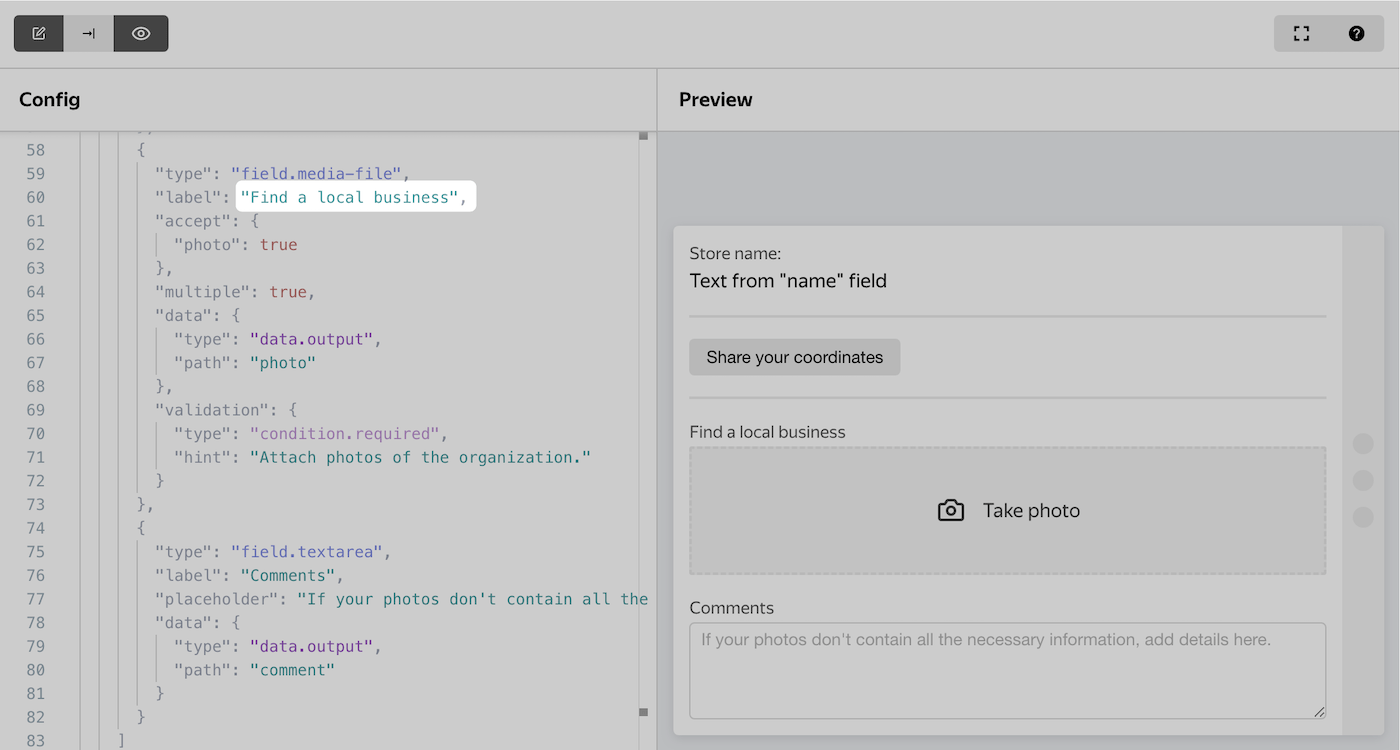 Config
Preview
58 {
59 "type": "field.media-file",
60 "label": "Find a local business",
61 "accept": {
62 "photo": true
63 },
64 "multiple": true,
65 "data": {
66 "type": "data.output",
67 "path": "photo"
68 },
69 "validation": {
70 "type": "condition.required",
71 "hint": "Attach photos of the organization."
72 }
73 },
74 {
75 "type": "field.textarea",
76 "label": "Comments",
77 "placeholder": "If your photos don't contain all the
78 "data": {
79 "type": "data.output",
80 "path": "comment"
81 }
82 }
83 ]
Store name:
Text from "name" field
Share your coordinates
Find a local business
Take photo
Comments
If your photos don't contain all the necessary information, add details here.